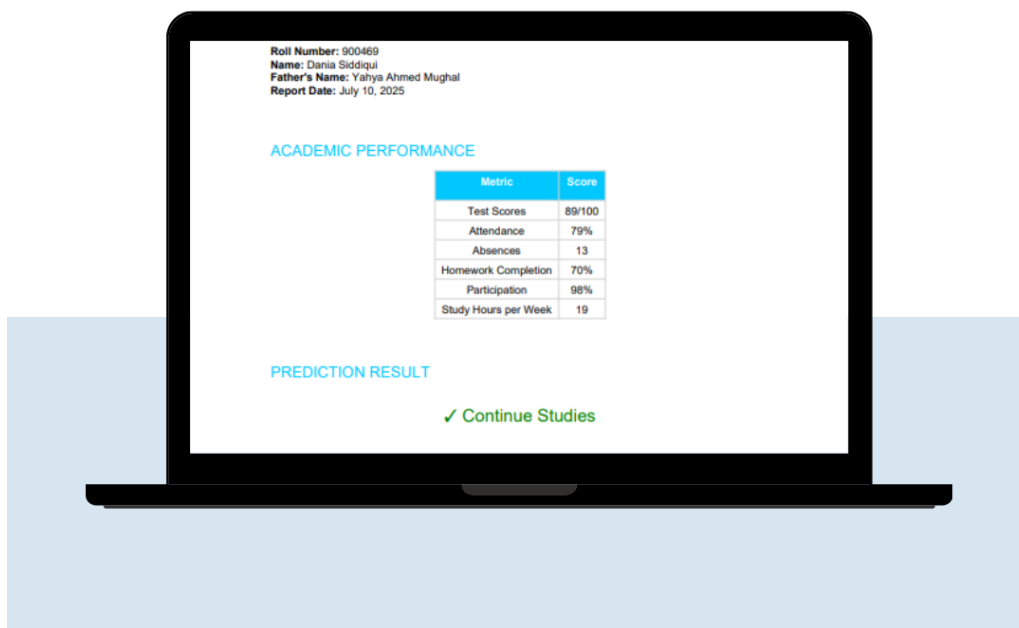 Roll Number: 900469
Name: Dania Siddiqui
Father's Name: Yahya Ahmed Mughal
Report Date: July 10, 2025
ACADEMIC PERFORMANCE
Metric Score
Test Scores 89/100
Attendance 79%
Absences 13
Homework Completion 70%
Participation 98%
Study Hours per Week 19
PREDICTION RESULT
✓ Continue Studies